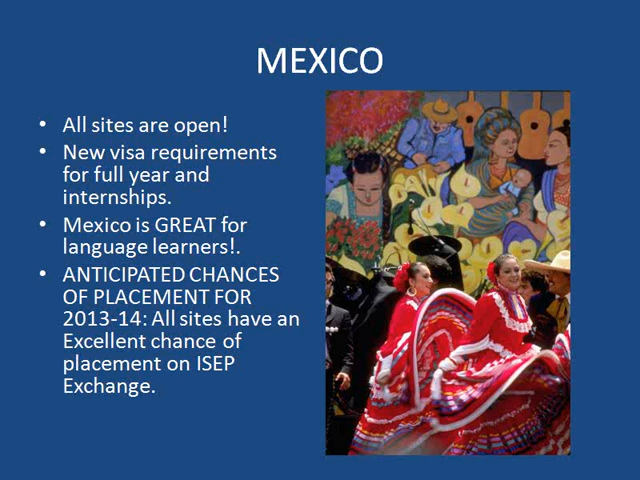 MEXICO
• All sites are open!
• New visa requirements
for full year and
internships.
• Mexico is GREAT for
language learners!.
• ANTICIPATED CHANCES
OF PLACEMENT FOR
2013-14: All sites have an
Excellent chance of
placement on ISEP
Exchange.